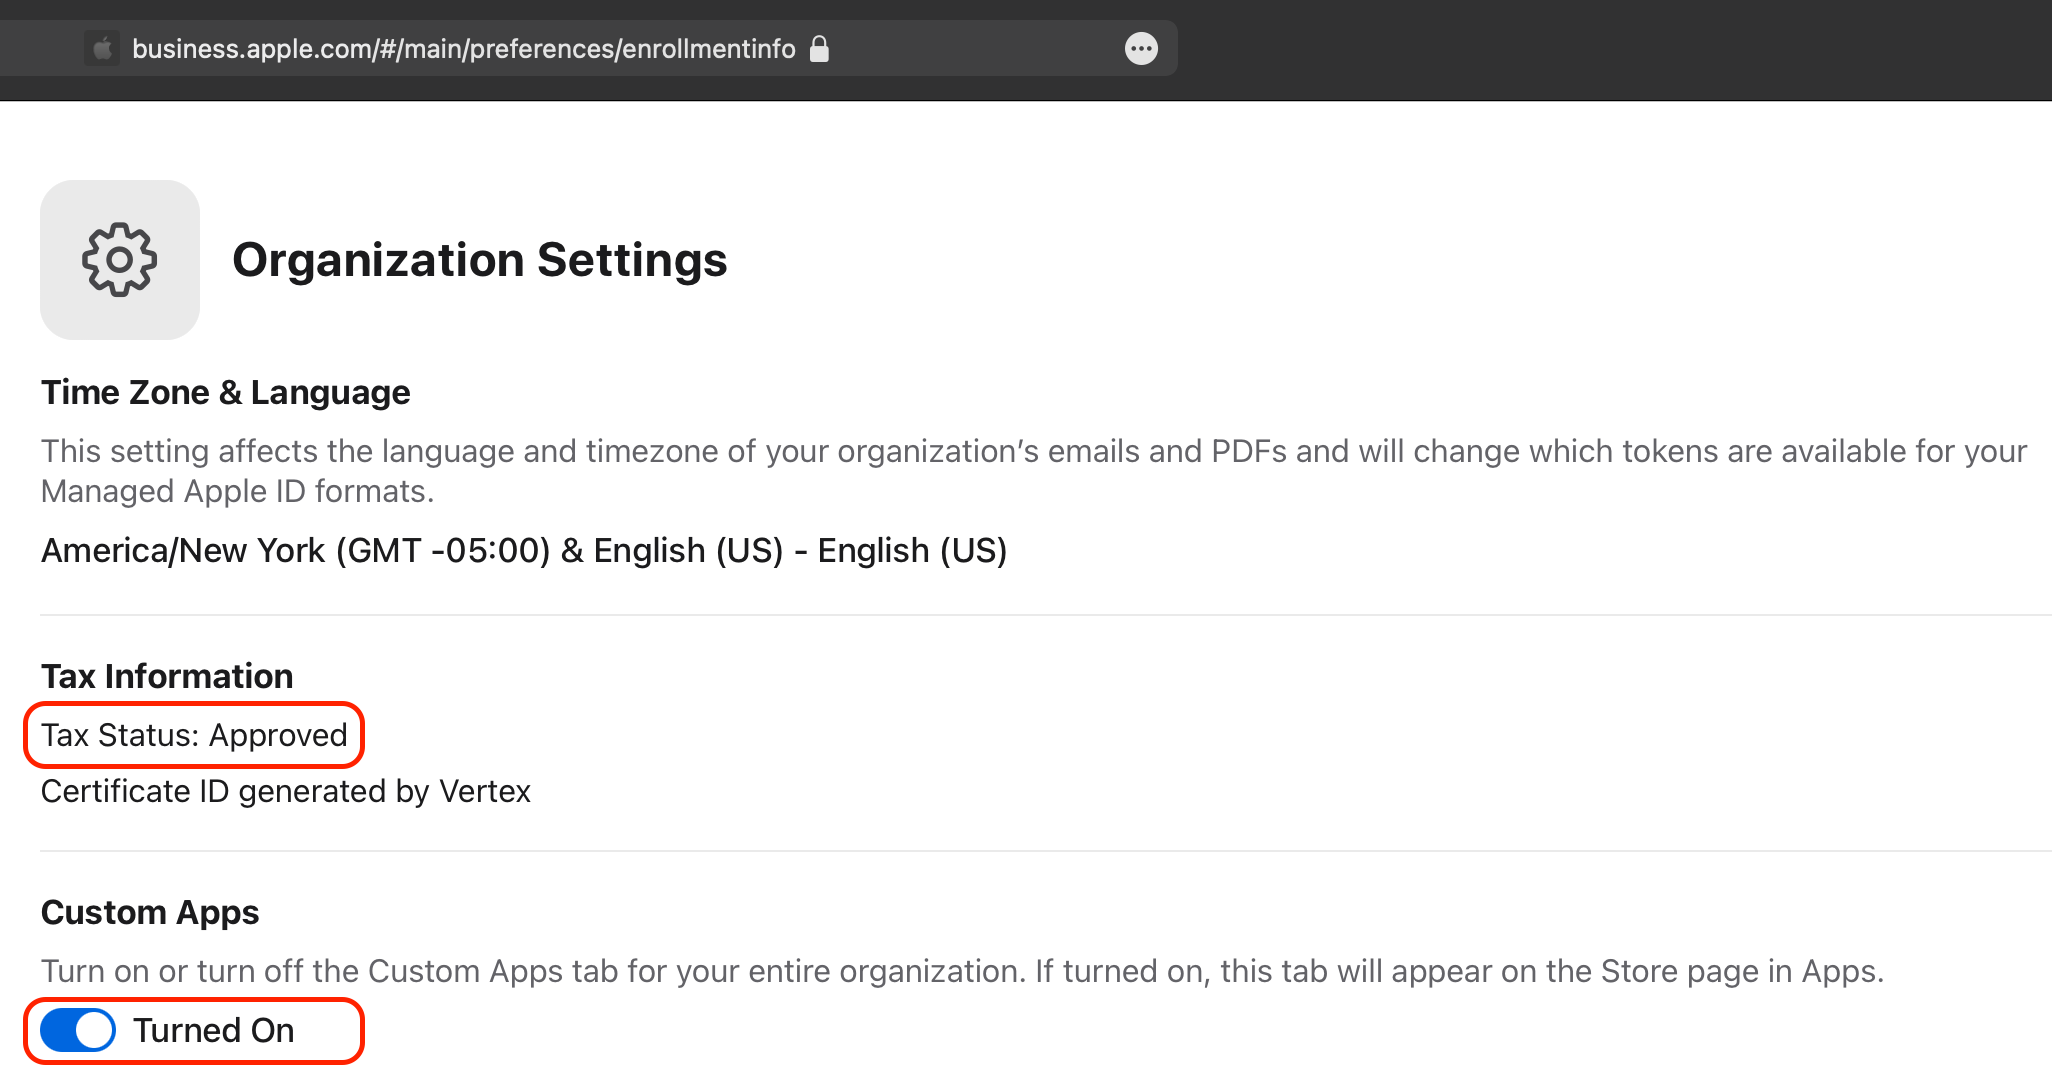 business.apple.com/#/main/preferences/enrollmentinfo
Organization Settings
Time Zone & Language
This setting affects the language and timezone of your organization’s emails and PDFs and will change which tokens are available for your
Managed Apple ID formats.
America/New York (GMT -05:00) & English (US) - English (US)
Tax Information
Tax Status: Approved
Certificate ID generated by Vertex
Custom Apps
Turn on or turn off the Custom Apps tab for your entire organization. If turned on, this tab will appear on the Store page in Apps.
Turned On